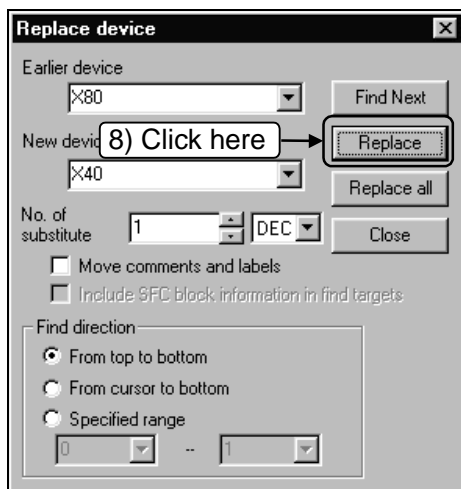 Replace device
Earlier device
X80
Find Next
New devic
8) Click here
Replace
X40
Replace all
No. of
substitute
1
DEC
Close
Move comments and labels
Include SFC block information in find targets
Find direction
From top to bottom
From cursor to bottom
Specified range
0 -- 1